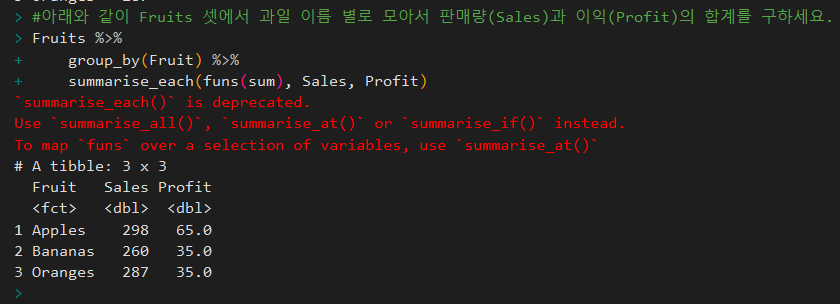 > #아래와 같이 Fruits 셋에서 과일 이름 별로 모아서 판매량(Sales)과 이익(Profit)의 합계를 구하세요.
> Fruits %>%
+     group_by(Fruit) %>%
+     summarise_each(funs(sum), Sales, Profit)
`summarise_each()` is deprecated.
Use `summarise_all()`, `summarise_at()` or `summarise_if()` instead.
To map `funs` over a selection of variables, use `summarise_at()`
# A tibble: 3 x 3
  Fruit   Sales Profit
  <fct>   <dbl>  <dbl>
1 Apples    298   65.0
2 Bananas   260   35.0
3 Oranges   287   35.0
>